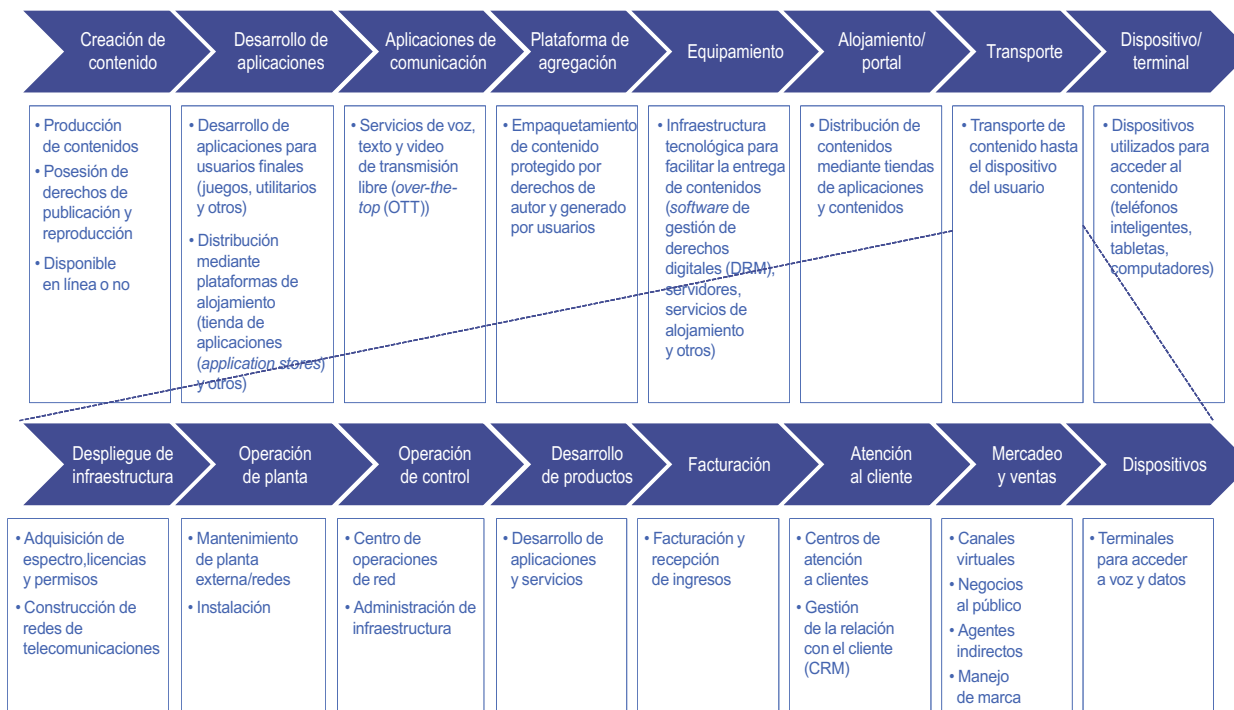 Creación de
contenido
Desarrollo de
aplicaciones
Aplicaciones de
comunicación
Plataforma de
agregación
Equipamiento
Alojamiento/
portal
Transporte
Dispositivo/
terminal
• Producción
de contenidos
• Posesión de
derechos de
publicación y
reproducción
• Disponible
en línea o no
• Desarrollo de
aplicaciones para
usuarios finales
(juegos, utilitarios
y otros)
• Distribución
mediante
plataformas de
alojamiento
(tienda de
aplicaciones
(application stores)
y otros)
• Servicios de voz,
texto y video
de transmisión
libre (over-the-
top (OTT))
• Empaquetamiento
de contenido
protegido por
derechos de
autor y generado
por usuarios
• Infraestructura
tecnológica para
facilitar la entrega
de contenidos
(software de
gestión de
derechos
digitales (DRM),
servidores,
servicios de
alojamiento
y otros)
• Distribución de
contenidos
mediante tiendas
de aplicaciones
y contenidos
• Transporte de
contenido hasta
el dispositivo
del usuario
• Dispositivos
utilizados para
acceder al
contenido
(teléfonos
inteligentes,
tabletas,
computadores)
Despliegue de
infraestructura
Operación
de planta
Operación
de control
Desarrollo
de productos
Facturación
Atención
al cliente
Mercadeo
y ventas
Dispositivos
• Adquisición de
espectro,licencias
y permisos
• Construcción de
redes de
telecomunicaciones
• Mantenimiento
de planta
externa/redes
• Instalación
• Centro de
operaciones
de red
• Administración de
infraestructura
• Desarrollo de
aplicaciones
y servicios
• Facturación y
recepción
de ingresos
• Centros de
atención
a clientes
• Gestión
de la relación
con el cliente
(CRM)
• Canales
virtuales
• Negocios
al público
• Agentes
indirectos
• Manejo
de marca
• Terminales
para acceder
a voz y datos